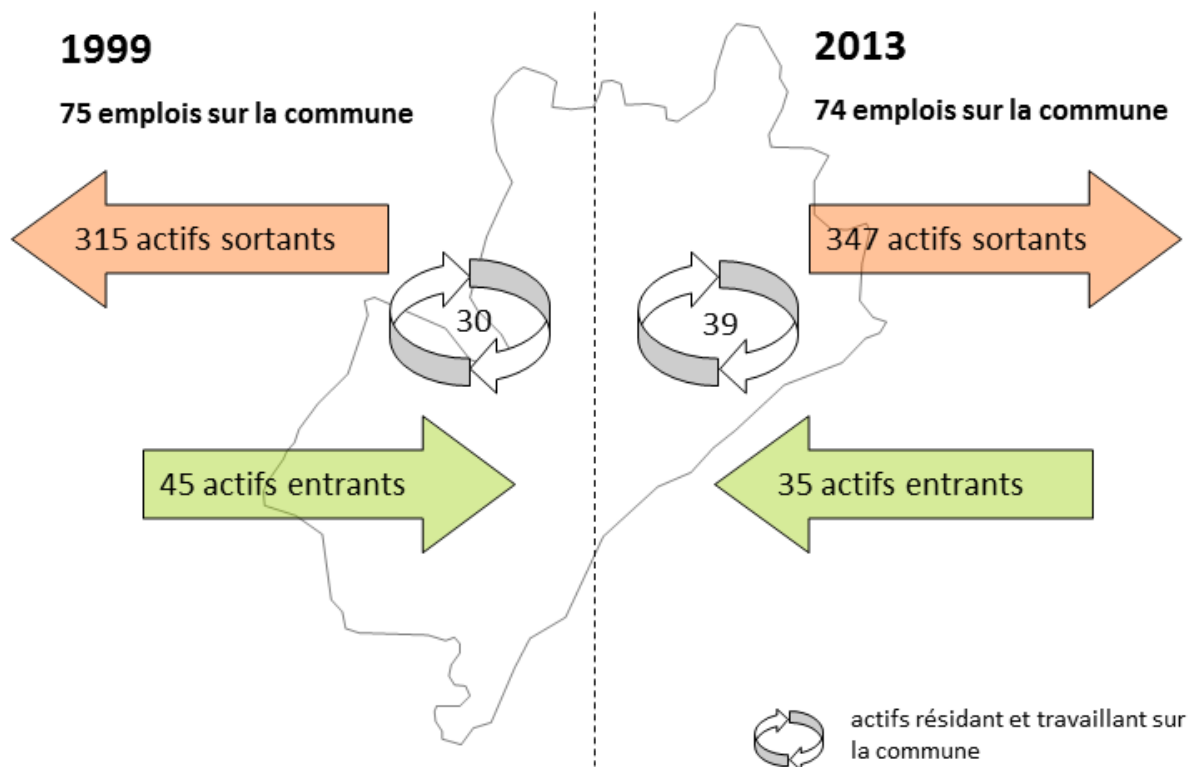 1999
75 emplois sur la commune
315 actifs sortants
30
45 actifs entrants
2013
74 emplois sur la commune
347 actifs sortants
39
35 actifs entrants
actifs résidant et travaillant sur
la commune